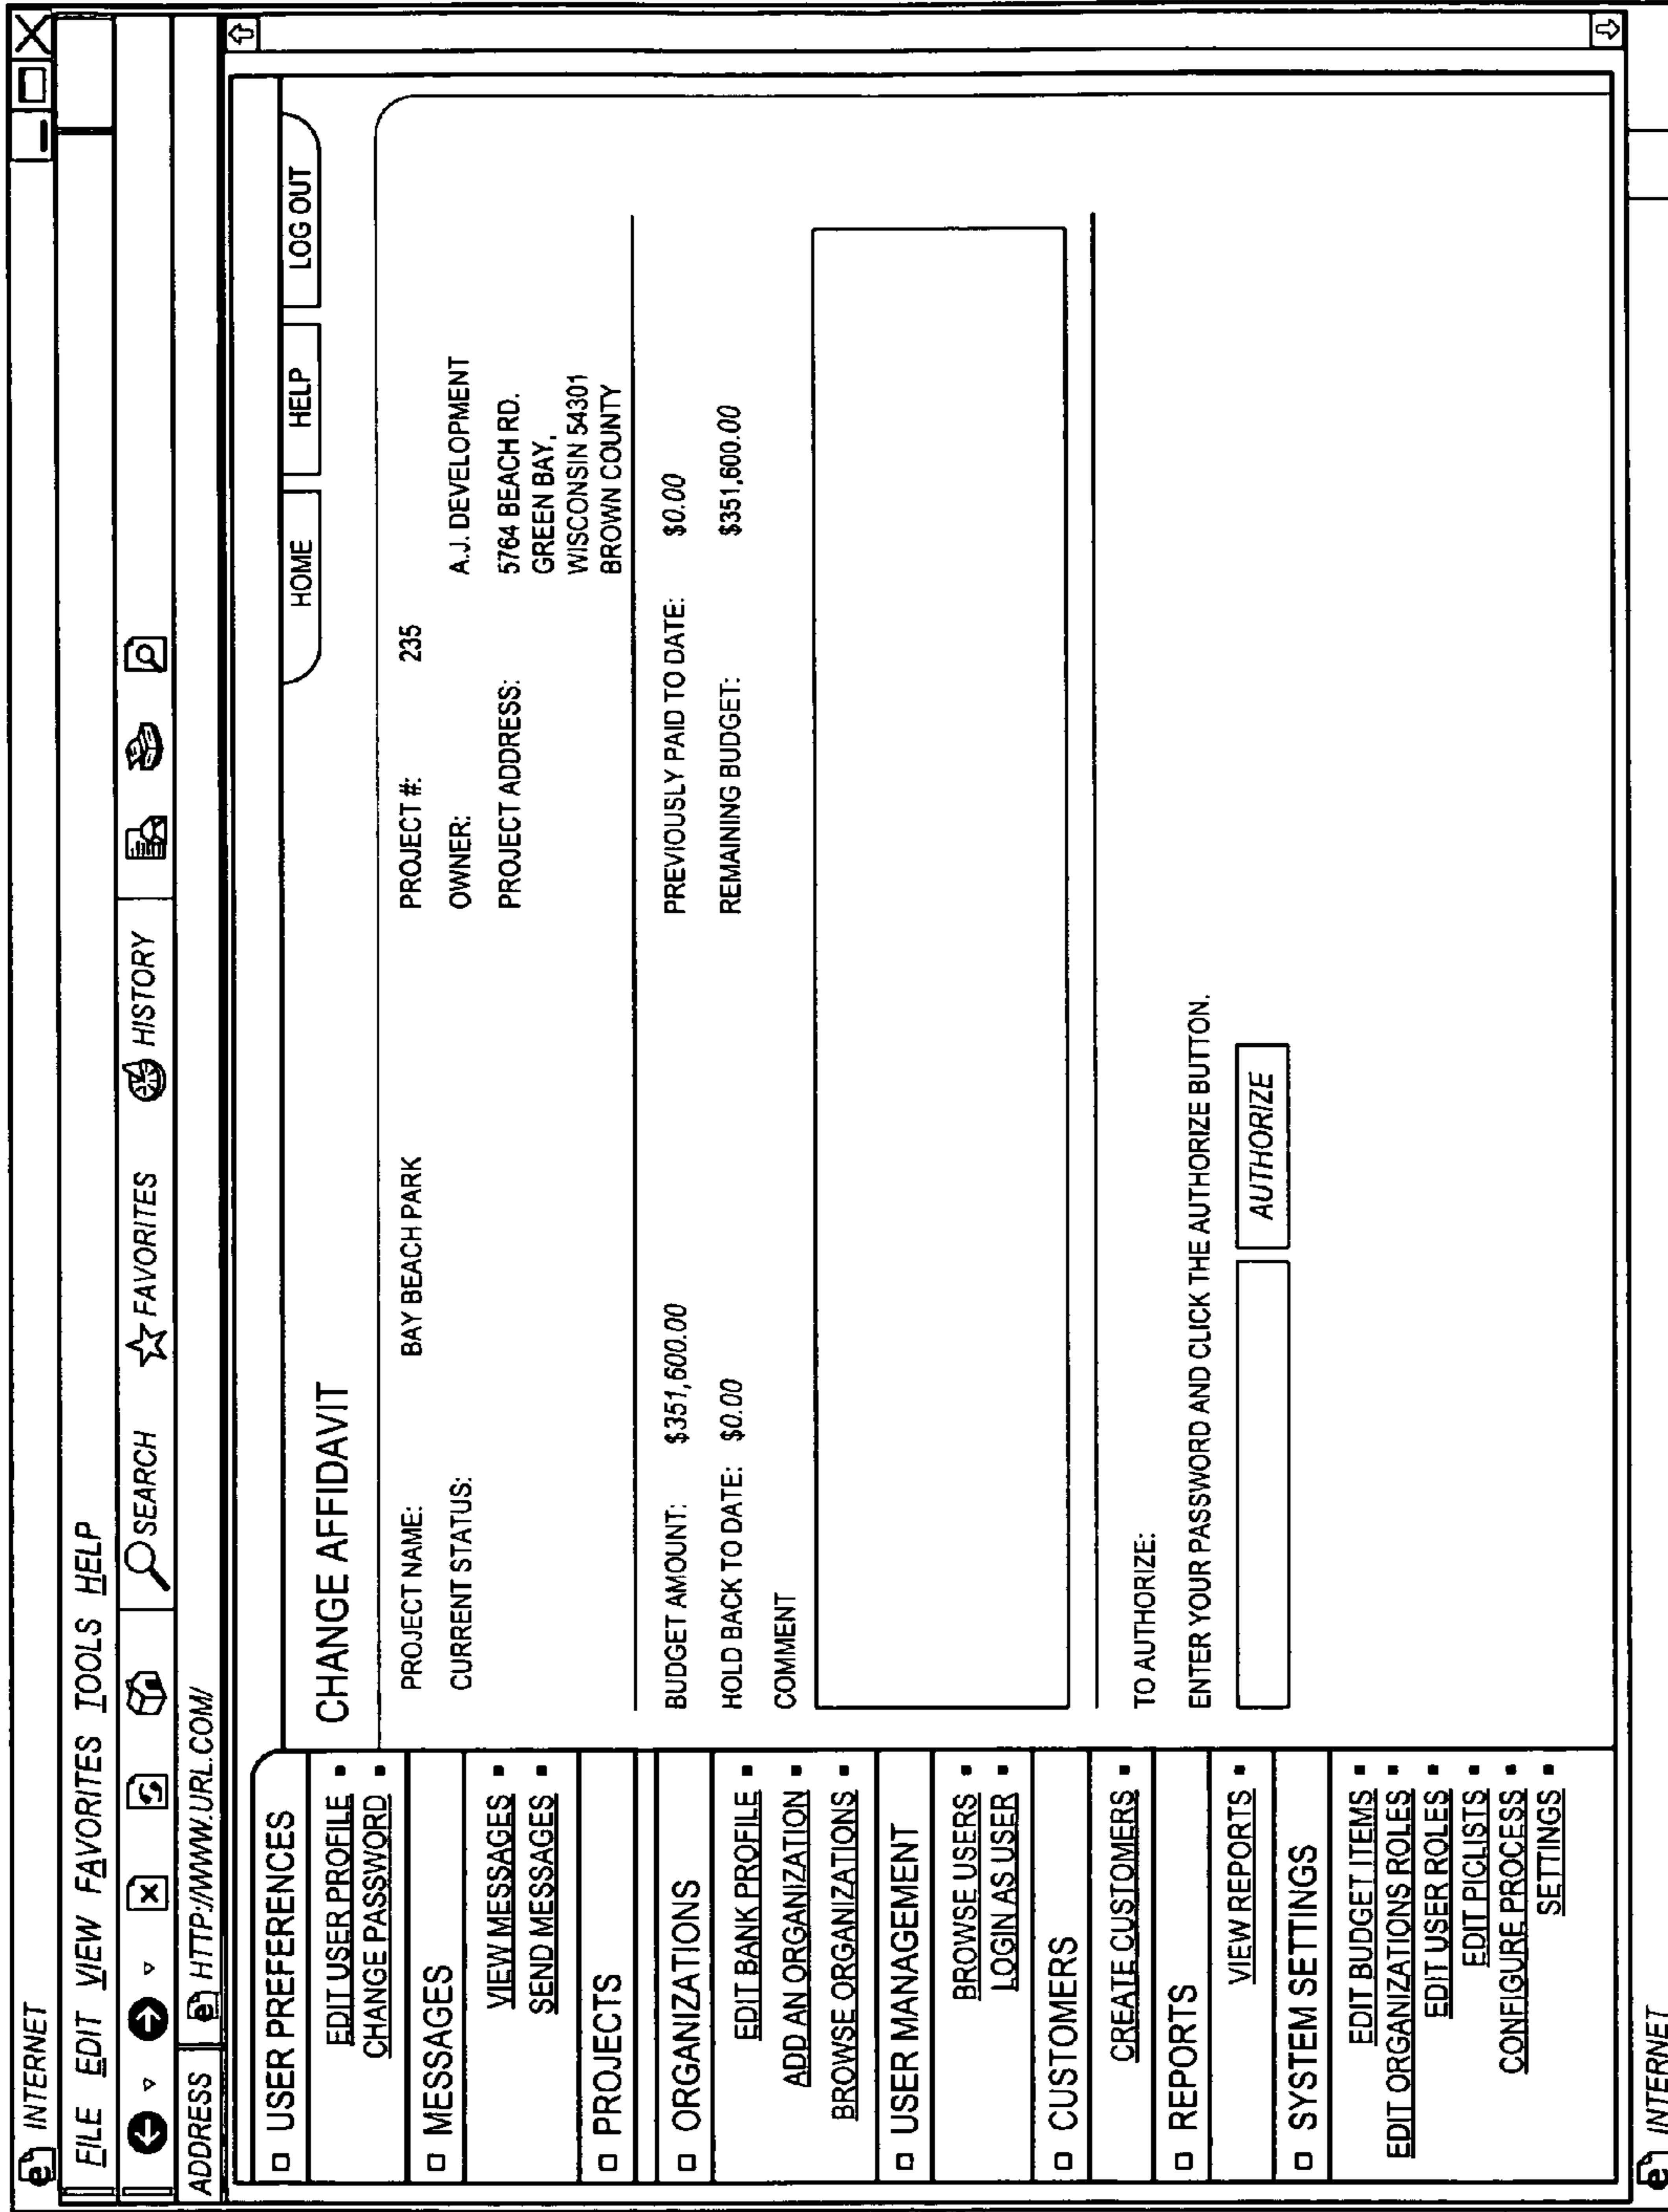 INTERNET
FILE EDIT VIEW FAVORITES TOOLS HELP
SEARCH FAVORITES HISTORY
ADDRESS HTTP://WWW.URL.COM/
HOME HELP LOG OUT
USER PREFERENCES
EDIT USER PROFILE
CHANGE PASSWORD
MESSAGES
VIEW MESSAGES
SEND MESSAGES
PROJECTS
ORGANIZATIONS
EDIT BANK PROFILE
ADD AN ORGANIZATION
BROWSE ORGANIZATIONS
USER MANAGEMENT
BROWSE USERS
LOGIN AS USER
CUSTOMERS
CREATE CUSTOMERS
REPORTS
VIEW REPORTS
SYSTEM SETTINGS
EDIT BUDGET ITEMS
EDIT ORGANIZATIONS ROLES
EDIT USER ROLES
EDIT PICLISTS
CONFIGURE PROCESS
SETTINGS
CHANGE AFFIDAVIT
PROJECT NAME: BAY BEACH PARK PROJECT #: 235
CURRENT STATUS: OWNER: A.J. DEVELOPMENT
PROJECT ADDRESS: 5764 BEACH RD.
GREEN BAY,
WISCONSIN 54301
BROWN COUNTY
BUDGET AMOUNT: $351,600.00 PREVIOUSLY PAID TO DATE: $0.00
HOLD BACK TO DATE: $0.00 REMAINING BUDGET: $351,600.00
COMMENT
TO AUTHORIZE:
ENTER YOUR PASSWORD AND CLICK THE AUTHORIZE BUTTON.
AUTHORIZE
INTERNET